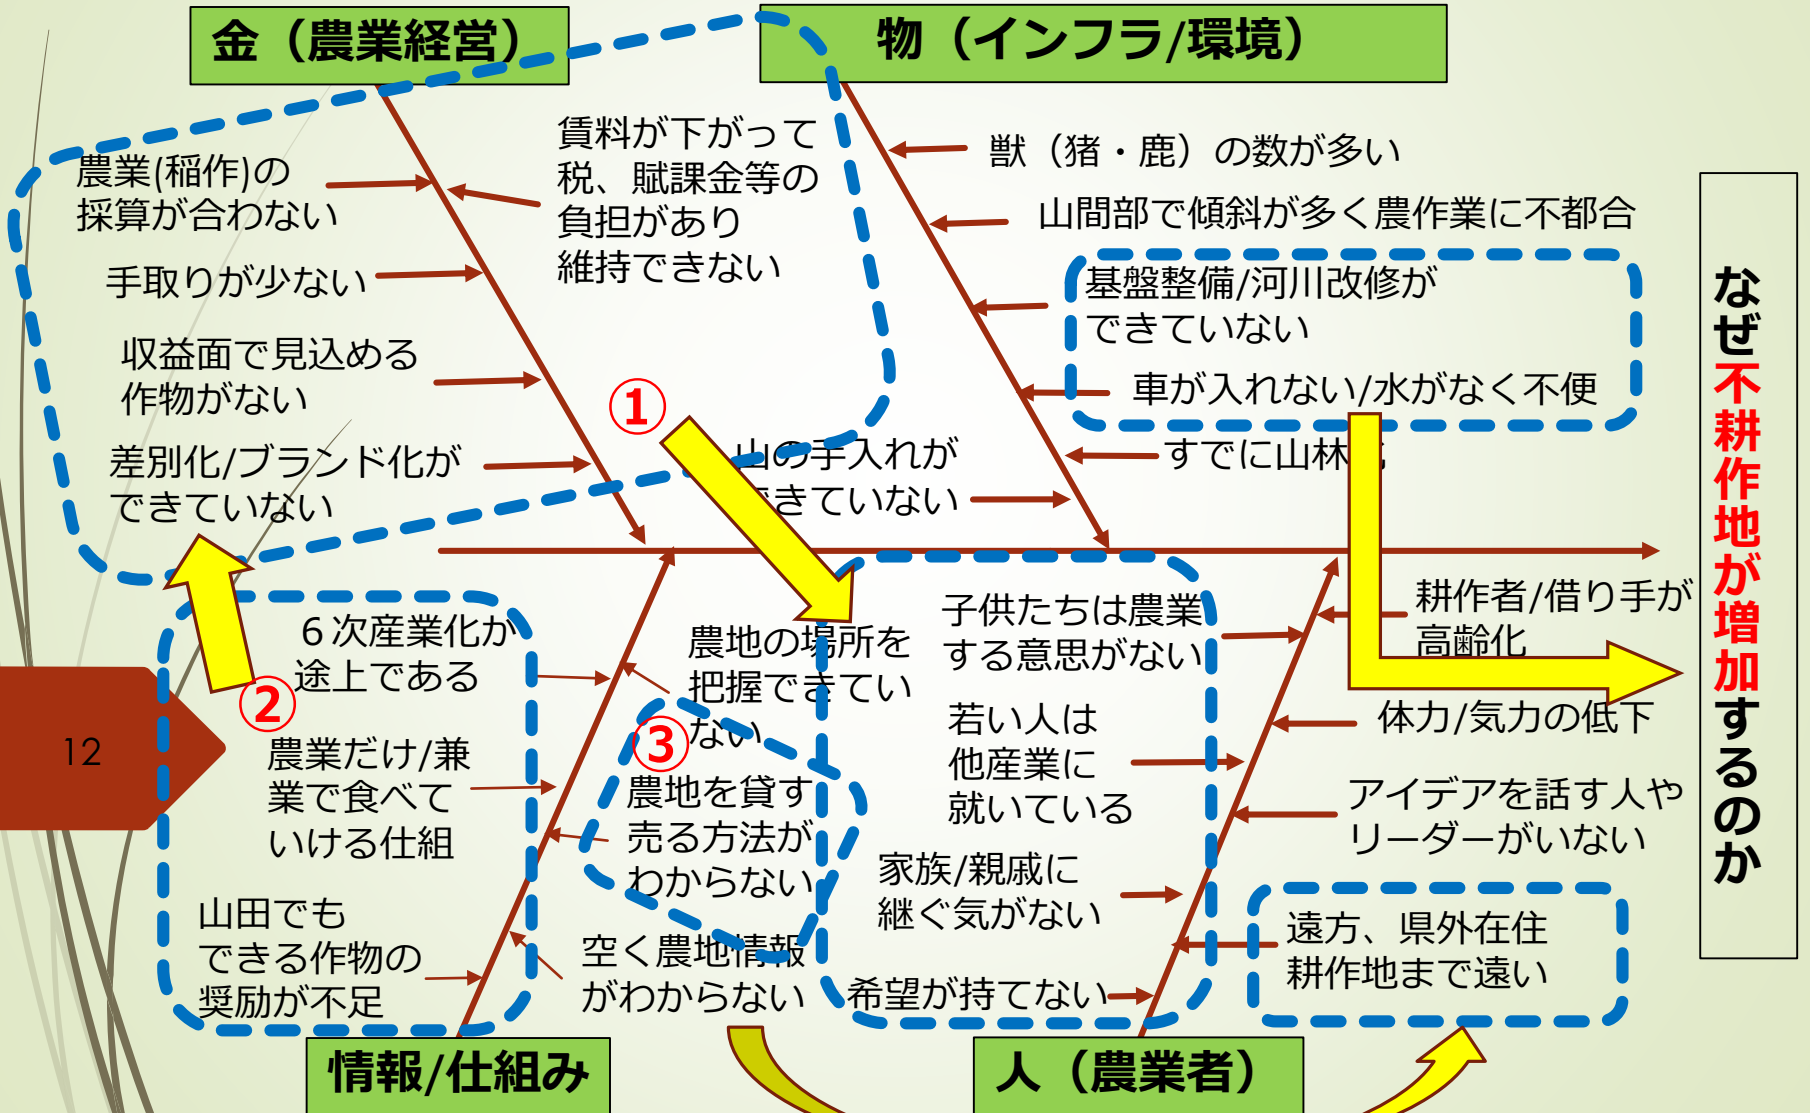 金（農業経営）
物（インフラ/環境）
農業(稲作)の
採算が合わない
手取りが少ない
収益面で見込める
作物がない
差別化/ブランド化が
できていない
賃料が下がって
税、賦課金等の
負担があり
維持できない
獣（猪・鹿）の数が多い
山間部で傾斜が多く農作業に不都合
基盤整備/河川改修が
できていない
車が入れない/水がなく不便
すでに山林化
山の手入れが
できていない
①
なぜ不耕作地が増加するのか
②
６次産業化が
途上である
農業だけ/兼
業で食べて
いける仕組
山田でも
できる作物の
奨励が不足
農地の場所を
把握できてい
ない
③
農地を貸す
売る方法が
わからない
空く農地情報
がわからない
子供たちは農業
する意思がない
若い人は
他産業に
就いている
家族/親戚に
継ぐ気がない
希望が持てない
耕作者/借り手が
高齢化
体力/気力の低下
アイデアを話す人や
リーダーがいない
遠方、県外在住
耕作地まで遠い
情報/仕組み
人（農業者）
12